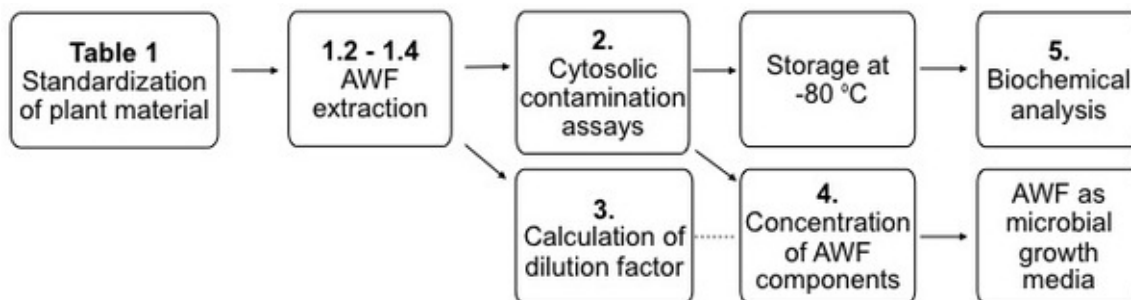 Table 1
Standardization
of plant material
1.2 - 1.4
AWF
extraction
2.
Cytosolic
contamination
assays
Storage at
-80 ºC
5.
Biochemical
analysis
3.
Calculation of
dilution factor
4.
Concentration
of AWF
components
AWF as
microbial
growth
media